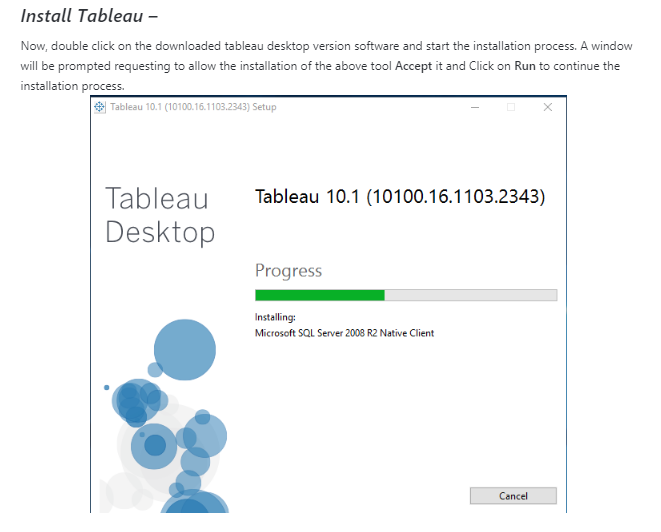 Install Tableau –
Now, double click on the downloaded tableau desktop version software and start the installation process. A window
will be prompted requesting to allow the installation of the above tool Accept it and Click on Run to continue the
installation process.
Tableau 10.1 (10100.16.1103.2343) Setup
Tableau
Desktop
Tableau 10.1 (10100.16.1103.2343)
Progress
Installing:
Microsoft SQL Server 2008 R2 Native Client
Cancel